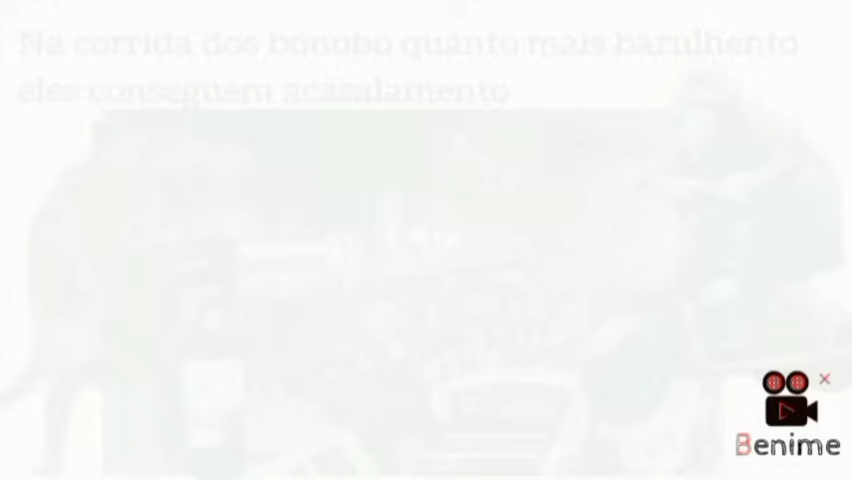 Na corrida dos bonobo quanto mais barulhento
eles conseguem acasalamento
Benime